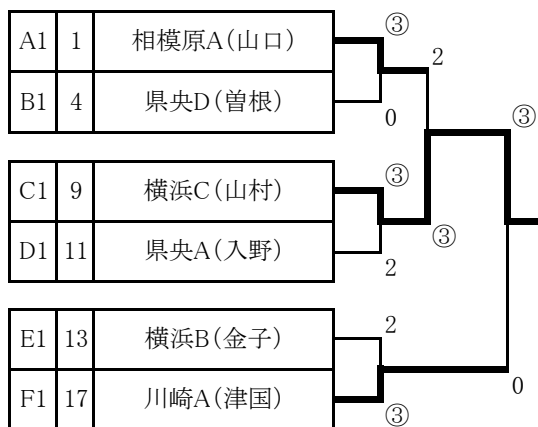 A1 1 相模原A(山口) ③
2
B1 4 県央D(曽根) 0
③
C1 9 横浜C(山村) ③
③
D1 11 県央A(入野) 2
E1 13 横浜B(金子) 2
0
F1 17 川崎A(津国) ③